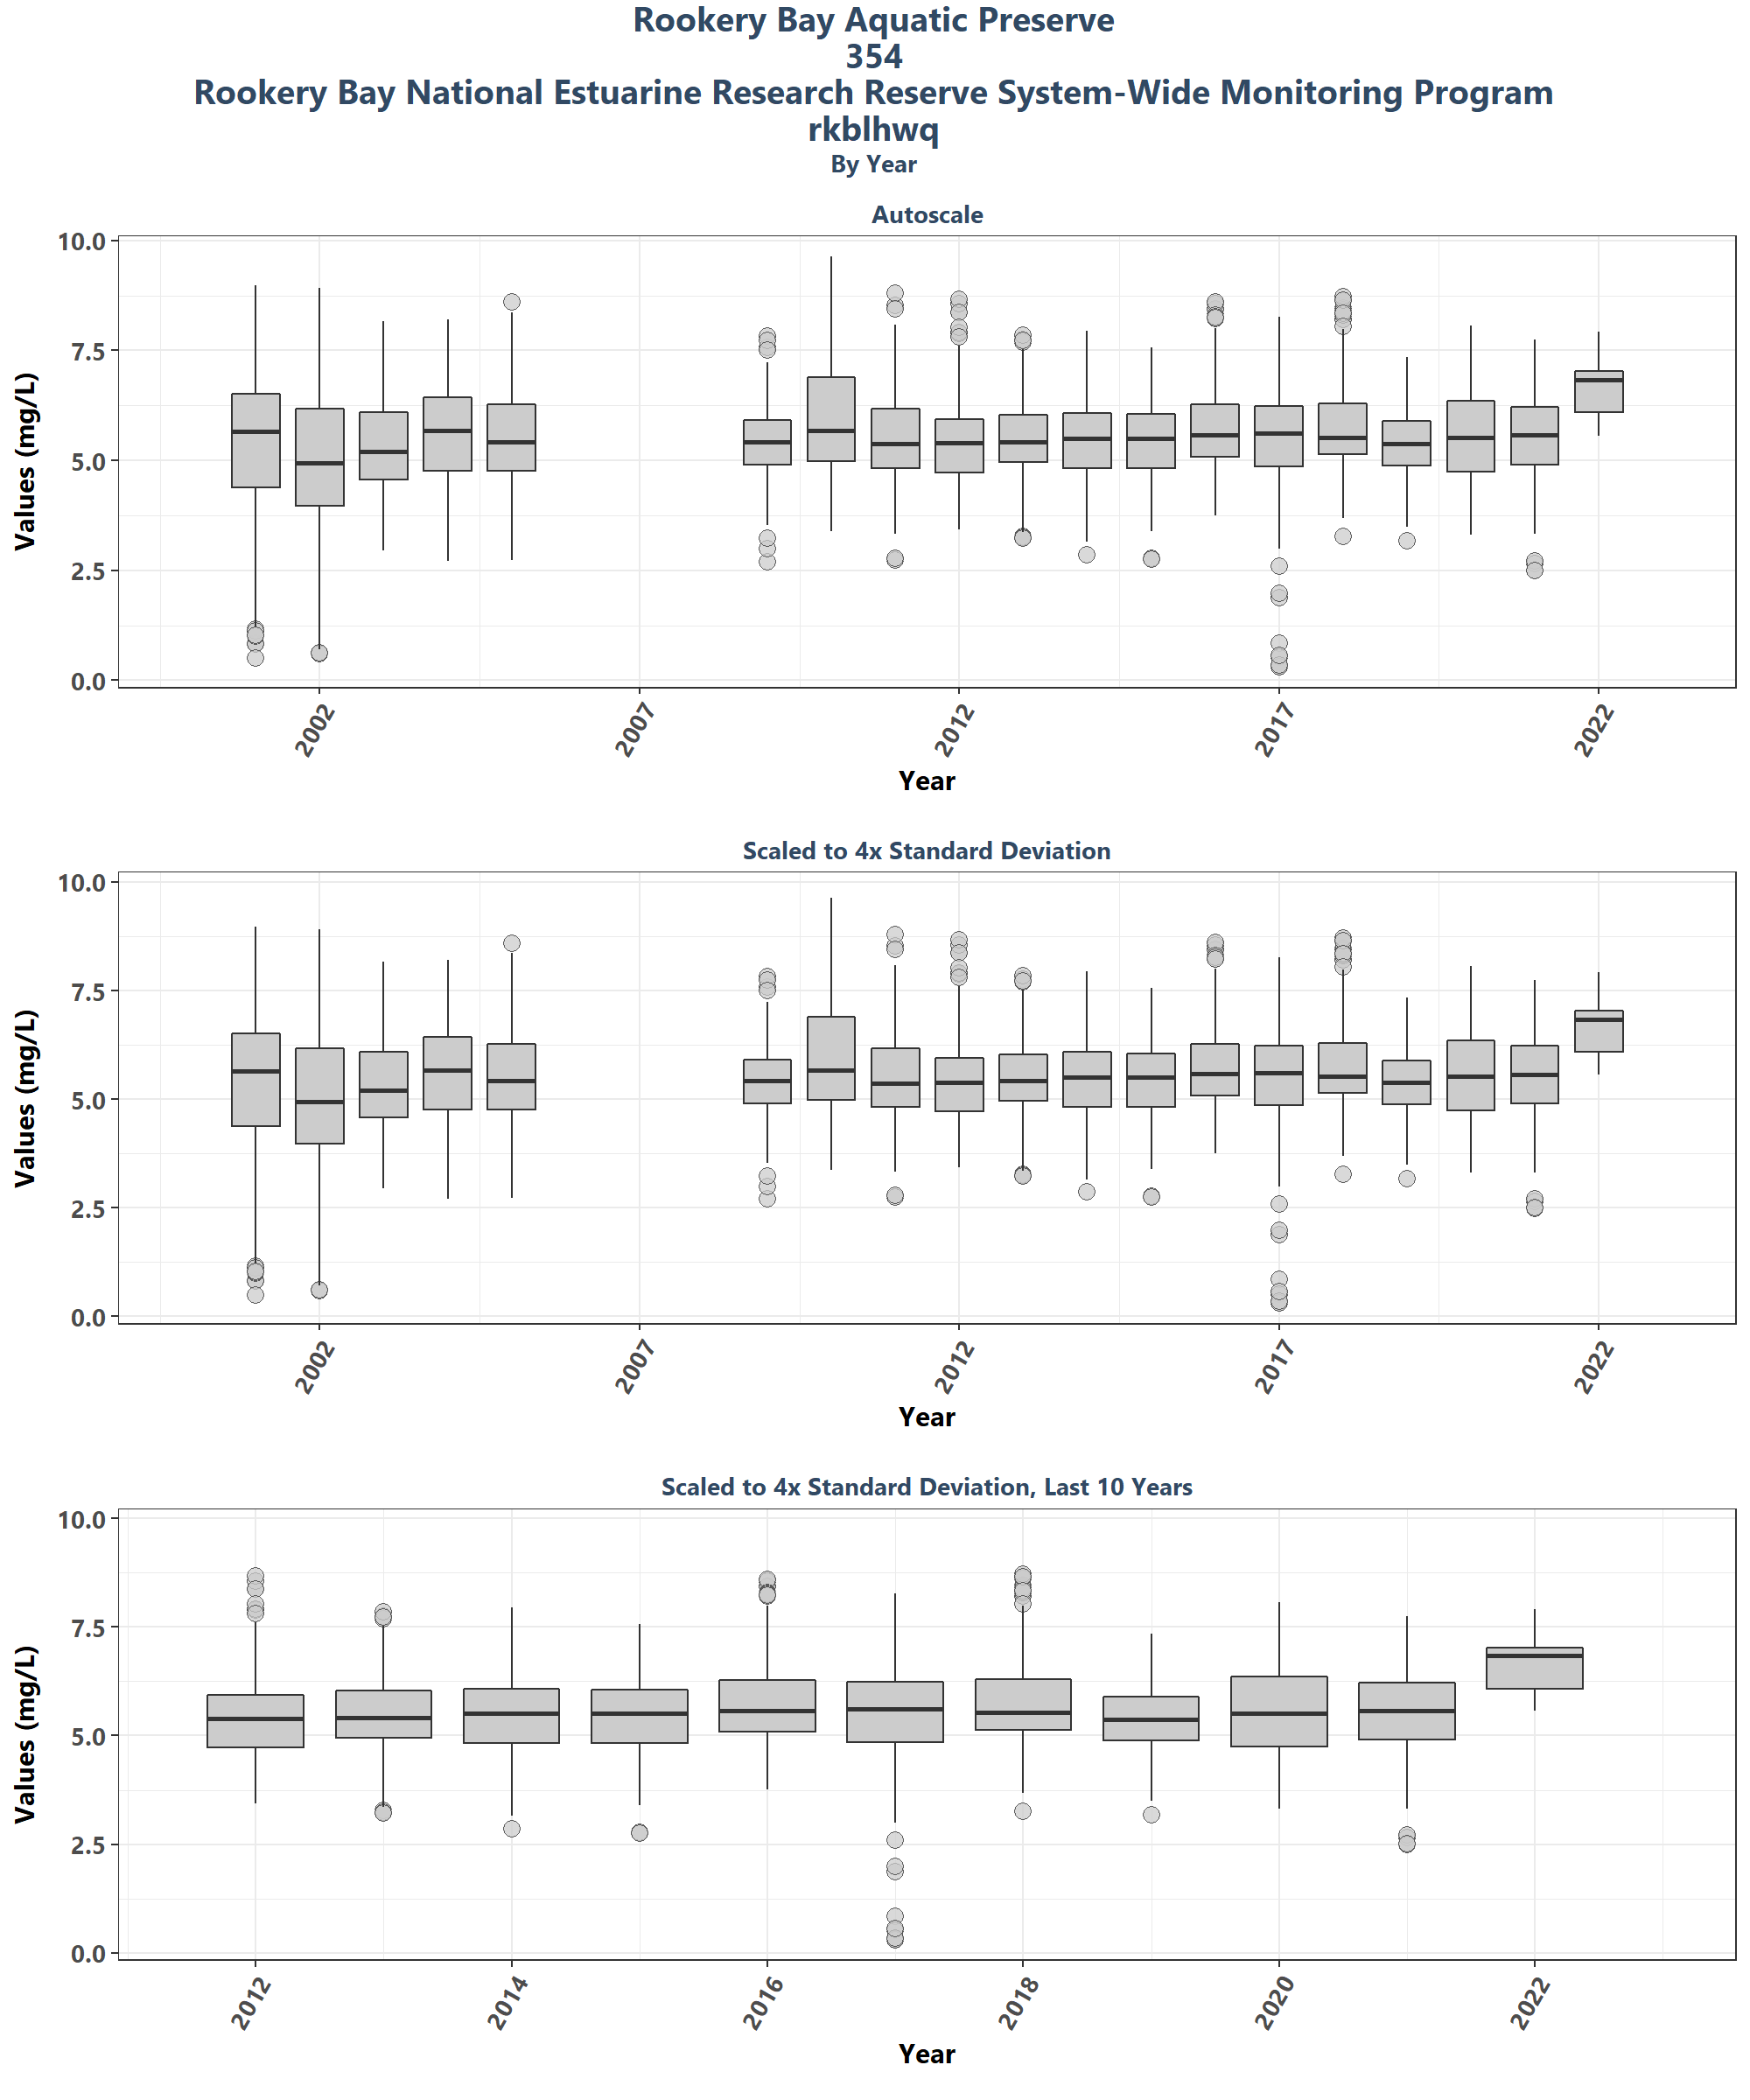 Rookery Bay Aquatic Preserve
354
Rookery Bay National Estuarine Research Reserve System-Wide Monitoring Program
rkblhwq
By Year
Autoscale
Values (mg/L)
10.0
7.5
5.0
2.5
0.0
2002 2007 2012 2017 2022
Year
Scaled to 4x Standard Deviation
Values (mg/L)
10.0
7.5
5.0
2.5
0.0
2002 2007 2012 2017 2022
Year
Scaled to 4x Standard Deviation, Last 10 Years
Values (mg/L)
10.0
7.5
5.0
2.5
0.0
2012 2014 2016 2018 2020 2022
Year